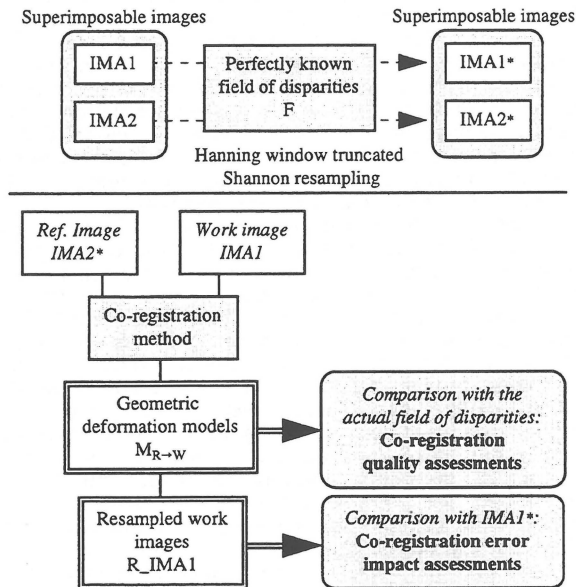 Superimposable images
Superimposable images
IMA1
IMA2
Perfectly known
field of disparities
F
IMA1*
IMA2*
Hanning window truncated
Shannon resampling
Ref. Image
IMA2*
Work image
IMA1
Co-registration
method
Geometric
deformation models
M_R→W
Comparison with the
actual field of disparities:
Co-registration
quality assessments
Resampled work
images
R_IMA1
Comparison with IMA1*:
Co-registration error
impact assessments